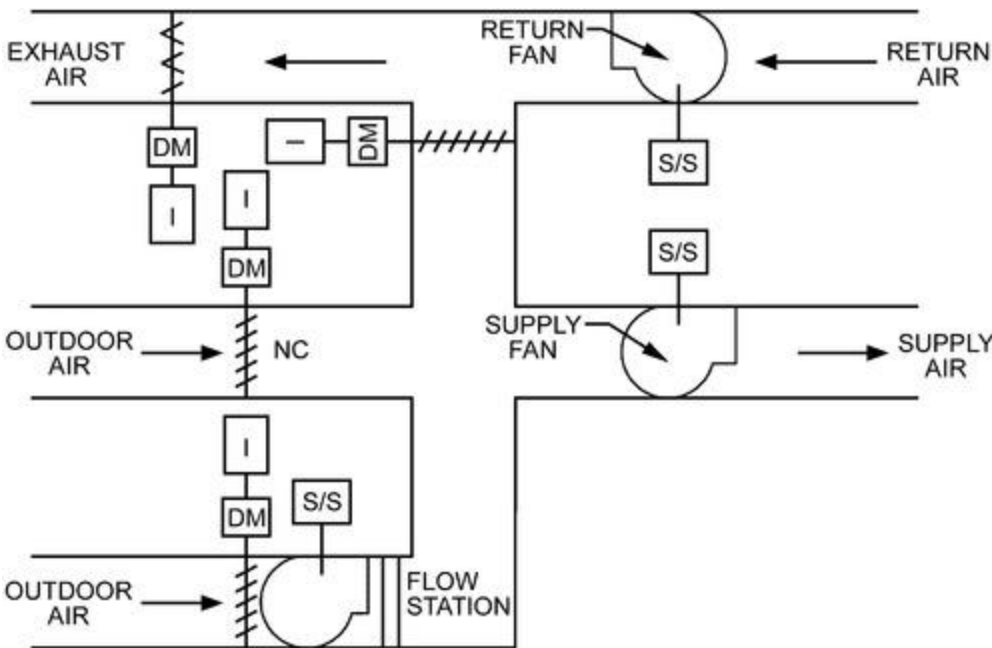 EXHAUST
AIR
RETURN
FAN
RETURN
AIR
DM
I
I
DM
S/S
I
DM
S/S
OUTDOOR
AIR
NC
SUPPLY
FAN
SUPPLY
AIR
I
DM
S/S
OUTDOOR
AIR
FLOW
STATION